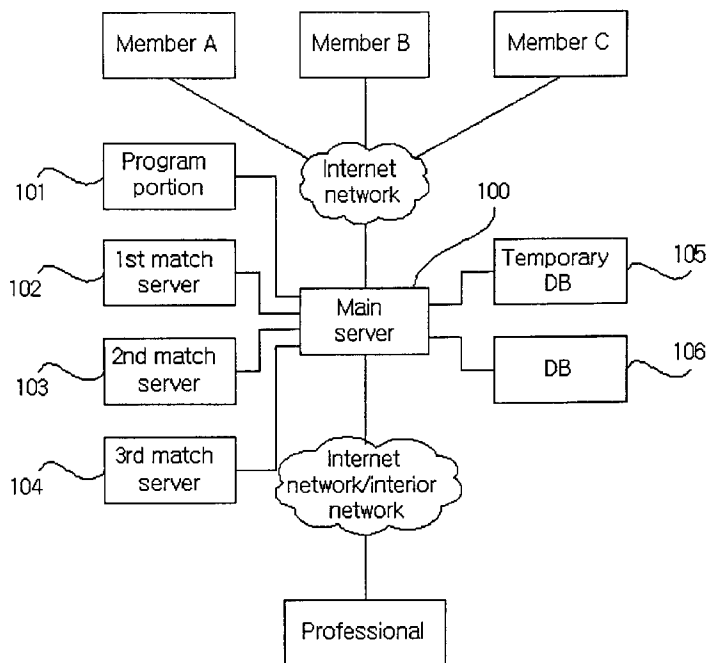 Member A
Member B
Member C
Internet
network
Program
portion
101
100
1st match
server
102
Temporary
DB
105
Main
server
2nd match
server
103
DB
106
3rd match
server
104
Internet
network/interior
network
Professional